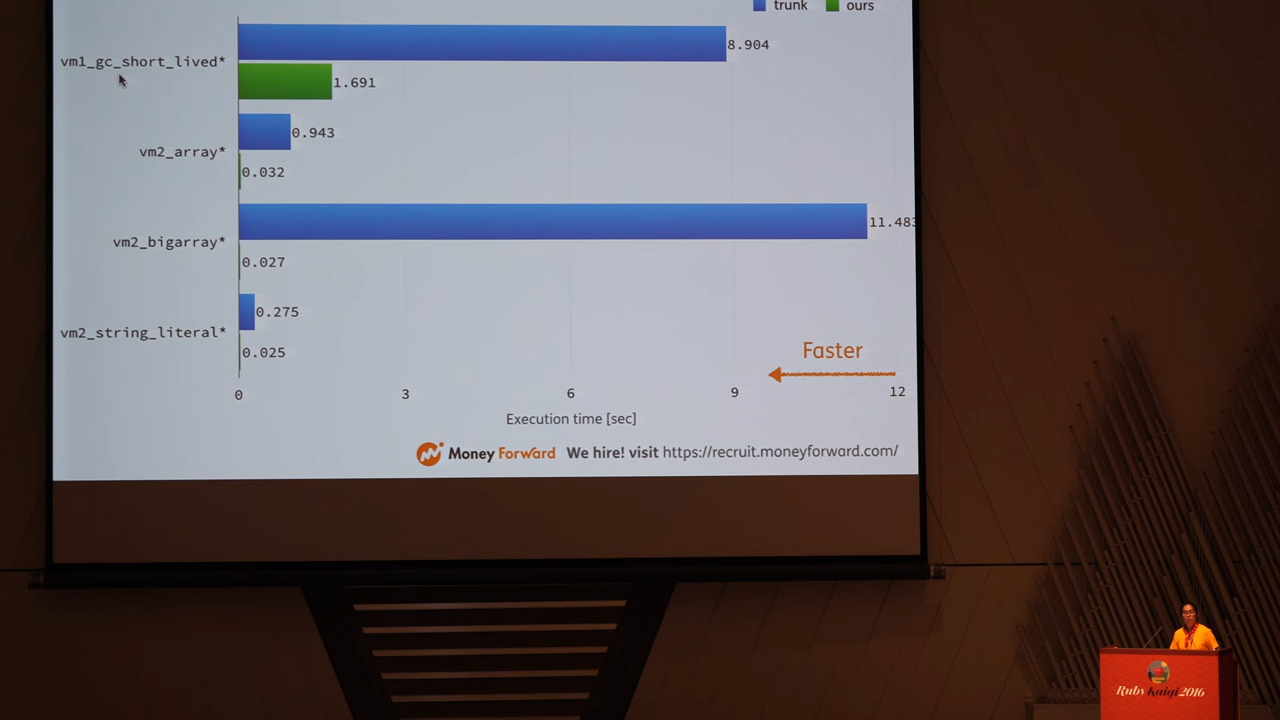 trunk ours
vm1_gc_short_lived*
8.904
1.691
vm2_array*
0.943
0.032
vm2_bigarray*
11.483
0.027
vm2_string_literal*
0.275
0.025
Faster
0 3 6 9 12
Execution time [sec]
Money Forward We hire! visit https://recruit.moneyforward.com/
RubyKaigi 2016